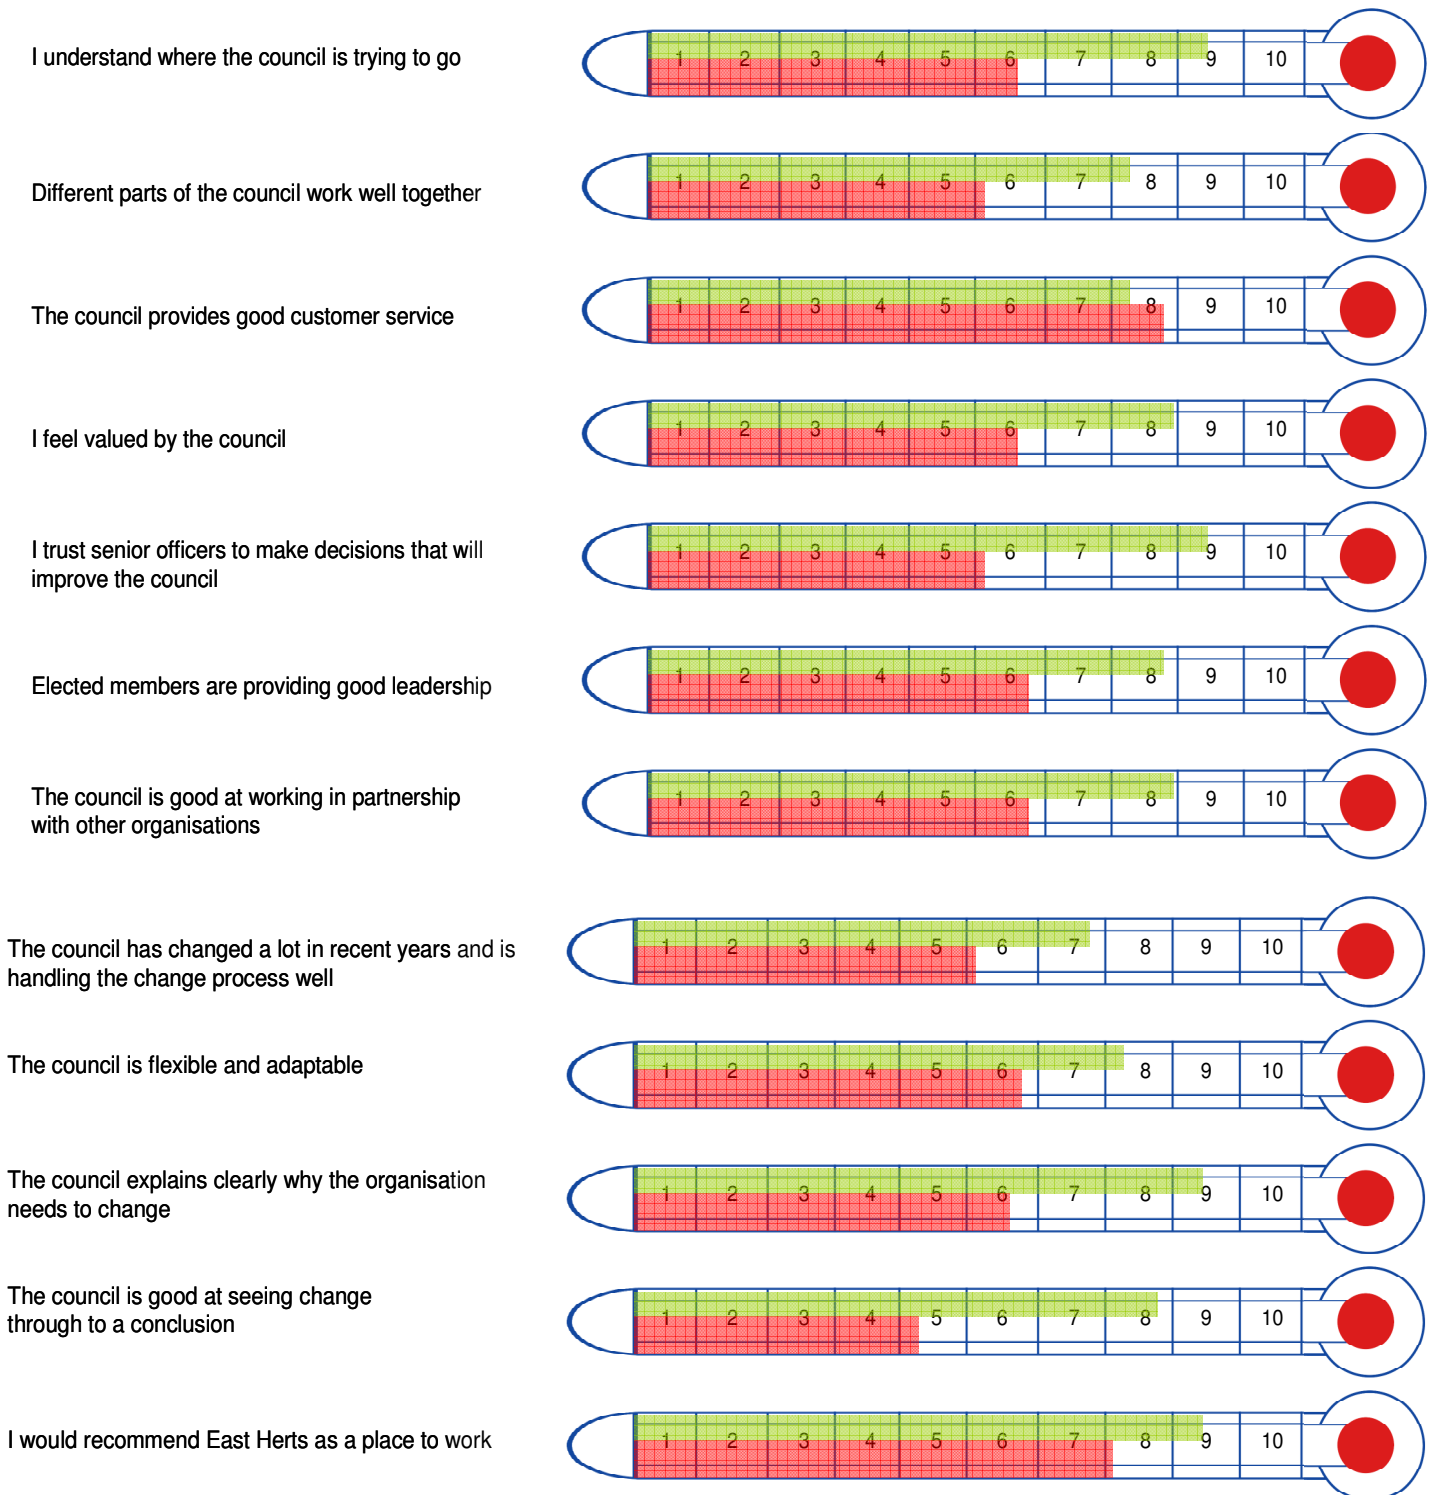 I understand where the council is trying to go
1 2 3 4 5 6 7 8 9 10
Different parts of the council work well together
1 2 3 4 5 6 7 8 9 10
The council provides good customer service
1 2 3 4 5 6 7 8 9 10
I feel valued by the council
1 2 3 4 5 6 7 8 9 10
I trust senior officers to make decisions that will
improve the council
1 2 3 4 5 6 7 8 9 10
Elected members are providing good leadership
1 2 3 4 5 6 7 8 9 10
The council is good at working in partnership
with other organisations
1 2 3 4 5 6 7 8 9 10
The council has changed a lot in recent years and is
handling the change process well
1 2 3 4 5 6 7 8 9 10
The council is flexible and adaptable
1 2 3 4 5 6 7 8 9 10
The council explains clearly why the organisation
needs to change
1 2 3 4 5 6 7 8 9 10
The council is good at seeing change
through to a conclusion
1 2 3 4 5 6 7 8 9 10
I would recommend East Herts as a place to work
1 2 3 4 5 6 7 8 9 10